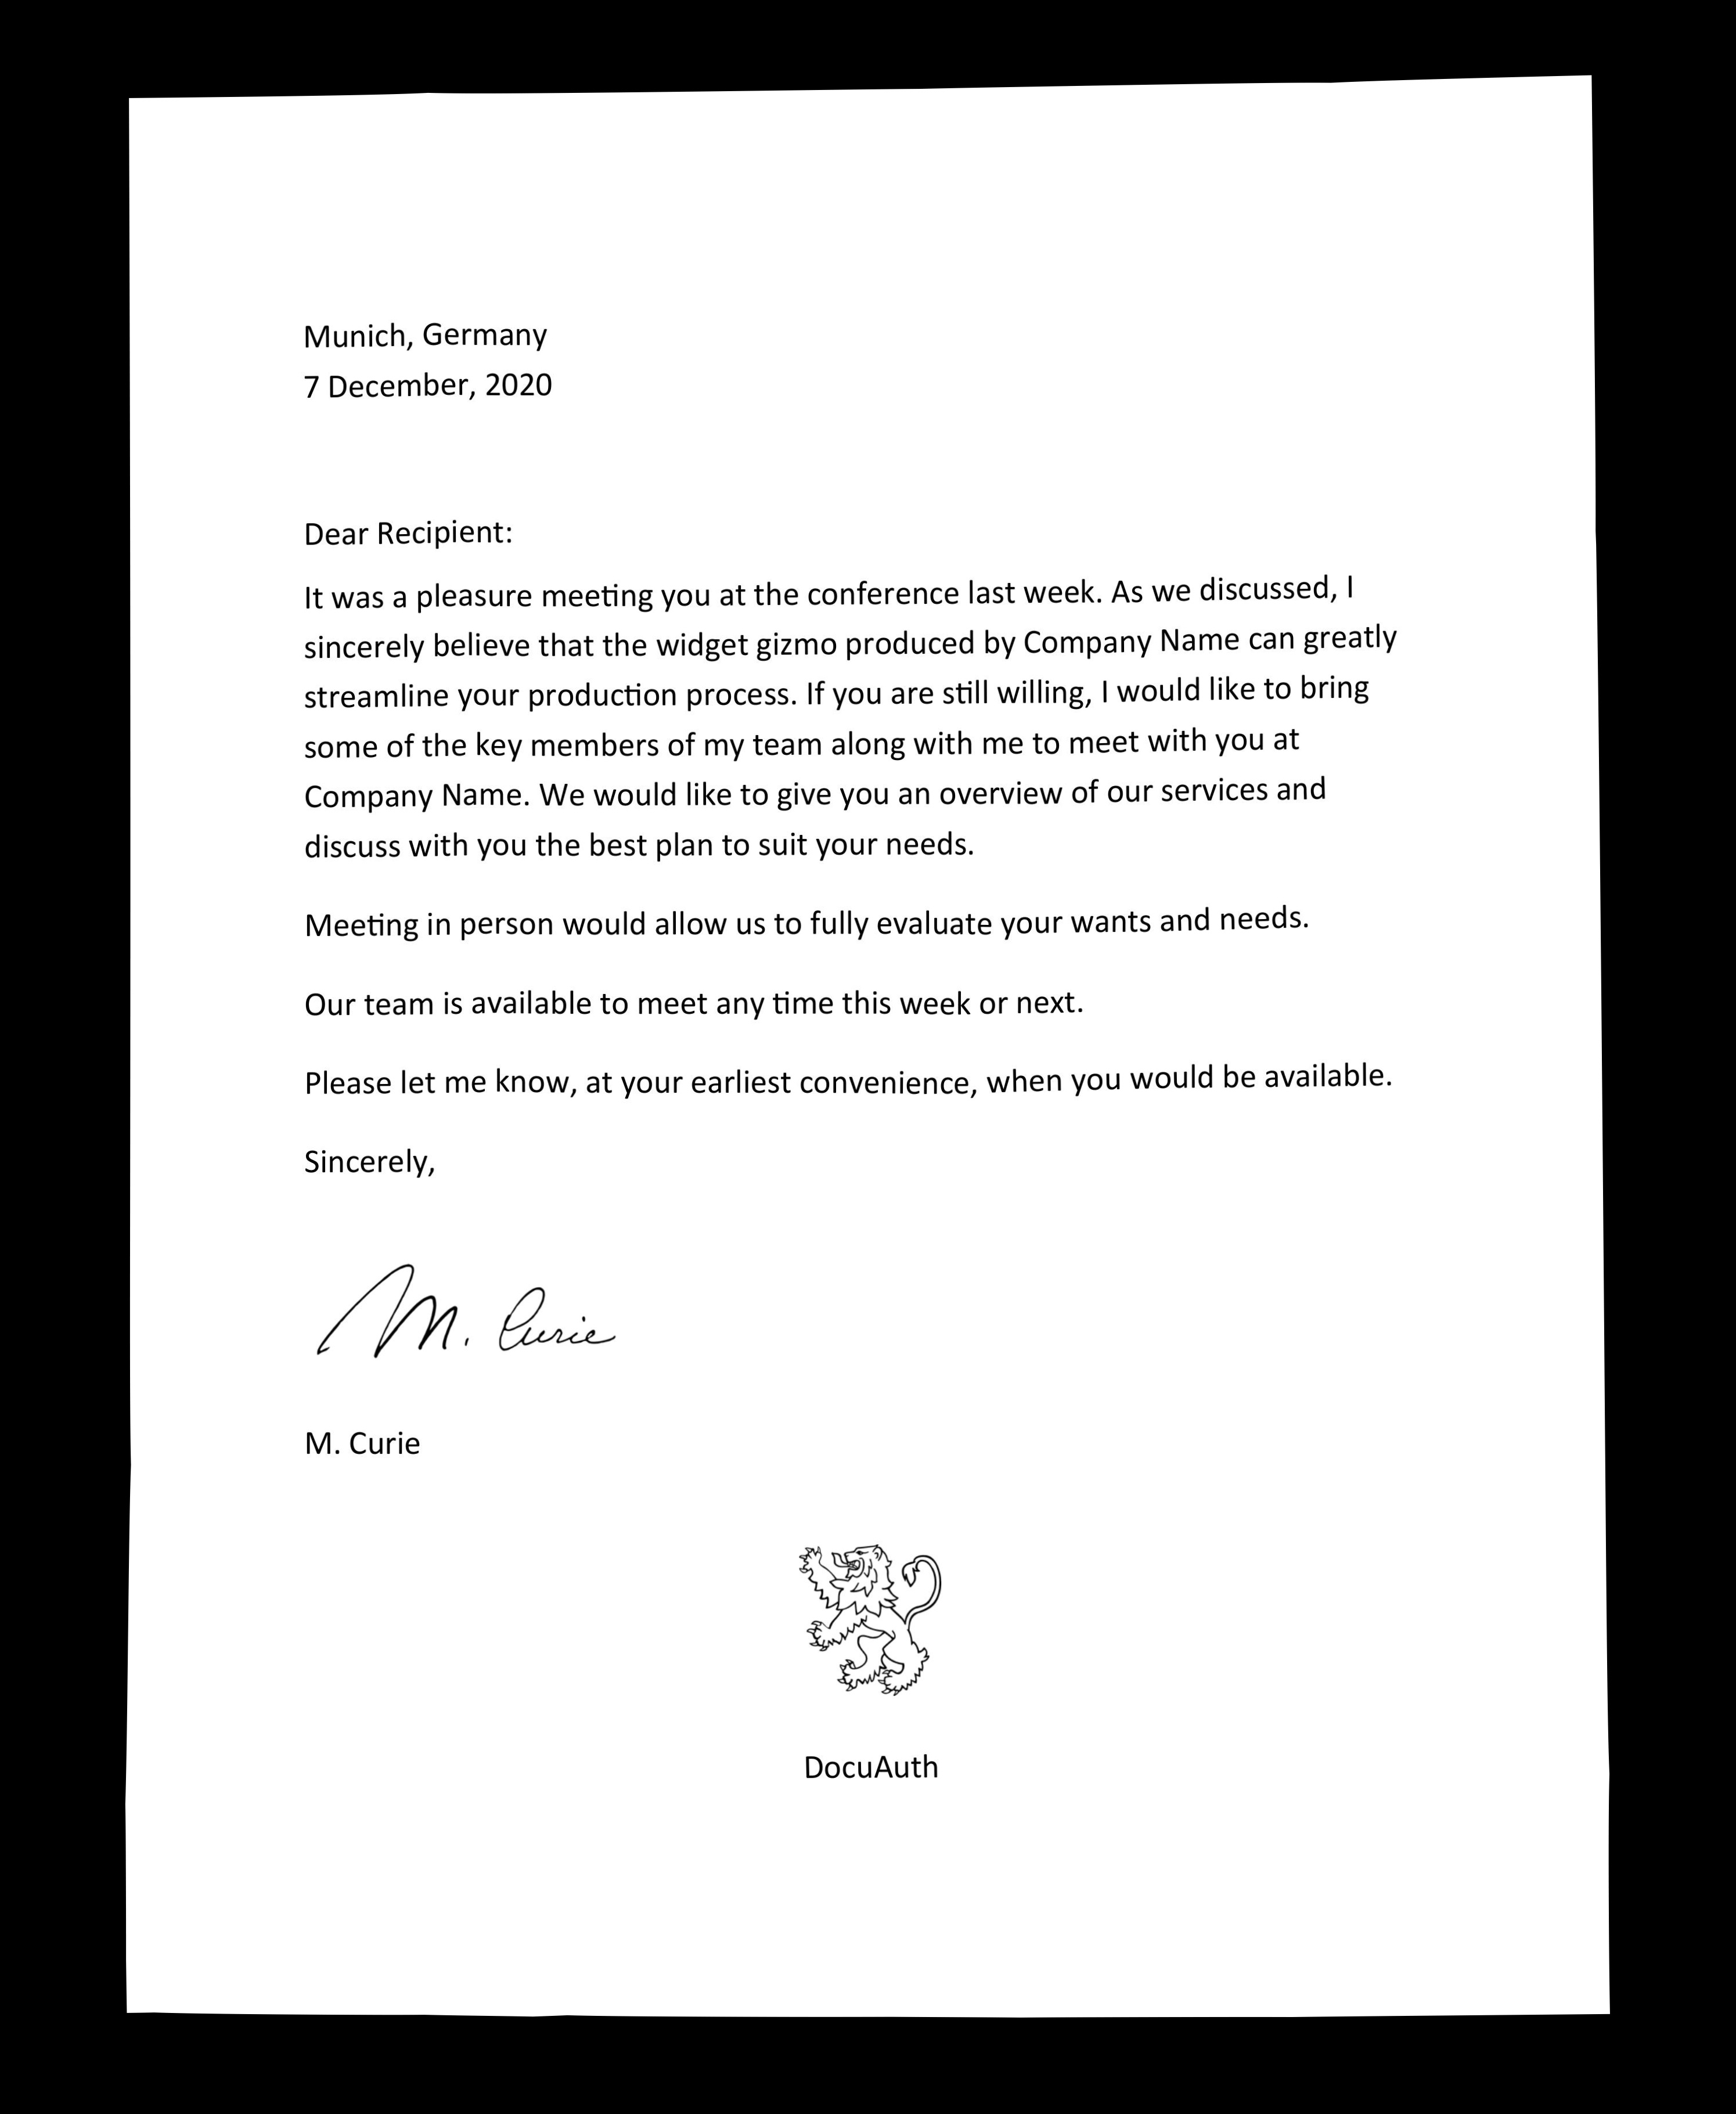 Munich, Germany
7 December, 2020
Dear Recipient:
It was a pleasure meeting you at the conference last week. As we discussed, I
sincerely believe that the widget gizmo produced by Company Name can greatly
streamline your production process. If you are still willing, I would like to bring
some of the key members of my team along with me to meet with you at
Company Name. We would like to give you an overview of our services and
discuss with you the best plan to suit your needs.
Meeting in person would allow us to fully evaluate your wants and needs.
Our team is available to meet any time this week or next.
Please let me know, at your earliest convenience, when you would be available.
Sincerely,
M. Curie
M. Curie
DocuAuth